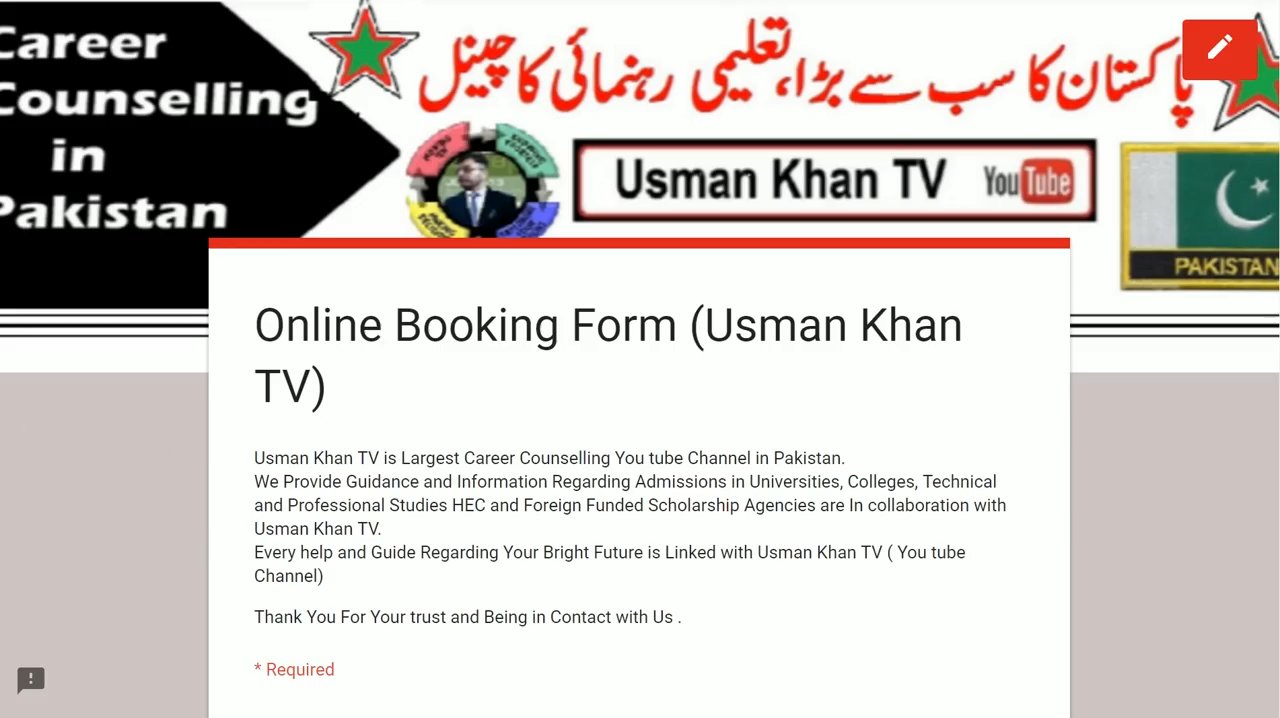 Career
Counselling
in
Pakistan
پاکستان کا سب سے بڑا، تعلیمی رہنمائی کا چینل
Usman Khan TV YouTube
PAKISTAN
Online Booking Form (Usman Khan
TV)
Usman Khan TV is Largest Career Counselling You tube Channel in Pakistan.
We Provide Guidance and Information Regarding Admissions in Universities, Colleges, Technical
and Professional Studies HEC and Foreign Funded Scholarship Agencies are In collaboration with
Usman Khan TV.
Every help and Guide Regarding Your Bright Future is Linked with Usman Khan TV ( You tube
Channel)
Thank You For Your trust and Being in Contact with Us .
* Required